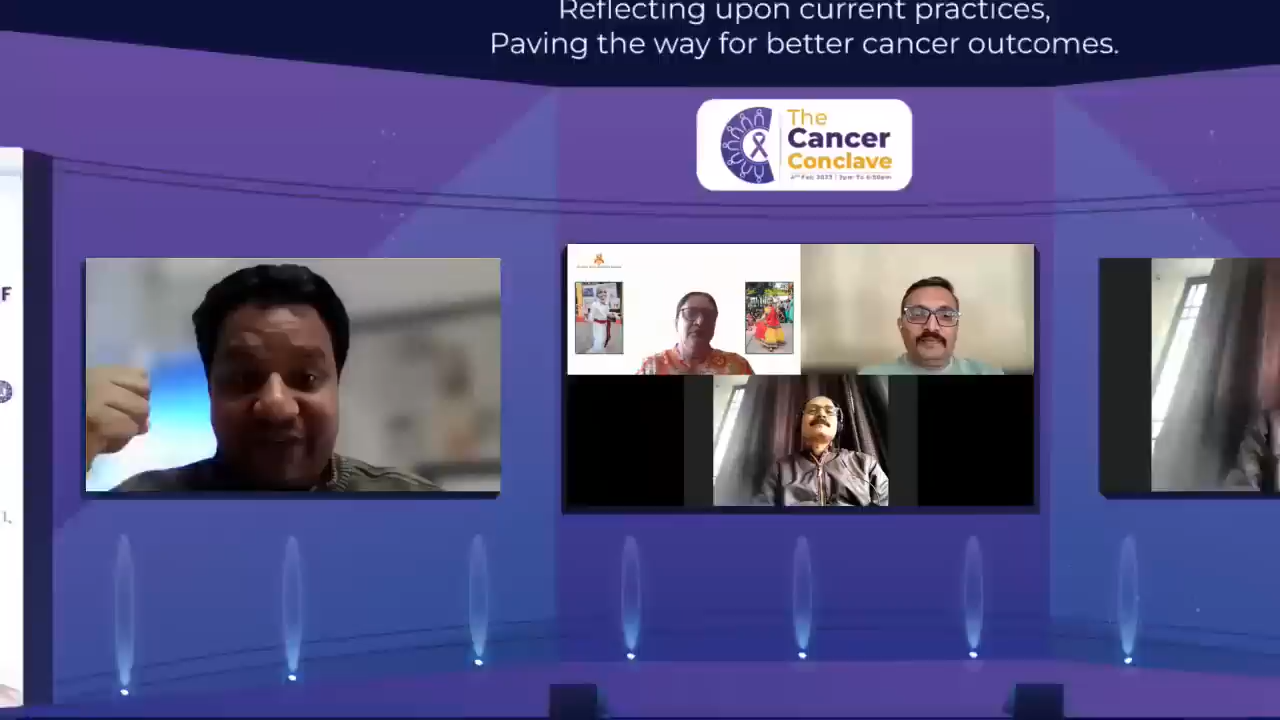 Reflecting upon current practices,
Paving the way for better cancer outcomes.
The
Cancer
Conclave
F